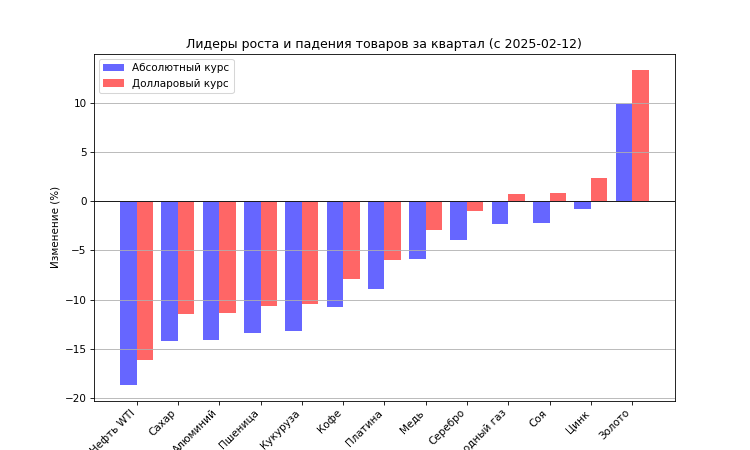 Лидеры роста и падения товаров за квартал (с 2025-02-12)
Абсолютный курс
Долларовый курс
Изменение (%)
10
5
0
−5
−10
−15
−20
Нефть WTI
Сахар
Алюминий
Пшеница
Кукуруза
Кофе
Платина
Медь
Серебро
газ
Соя
Цинк
Золото